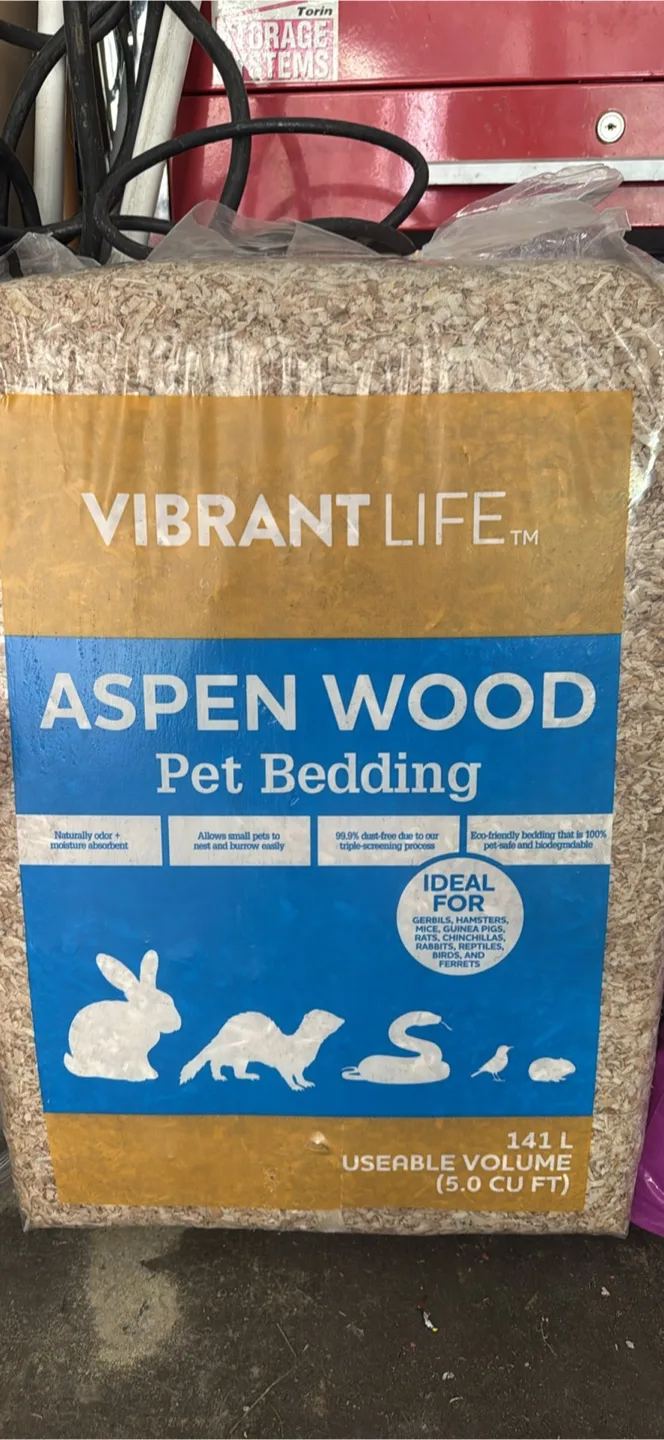 Torin
STORAGE
SYSTEMS
VIBRANT LIFE™
ASPEN WOOD
Pet Bedding
Naturally odor +
moisture absorbent
Allows small pets to
nest and burrow easily
99.9% dust-free due to our
triple-screening process
Eco-friendly bedding that is 100%
pet-safe and biodegradable
IDEAL
FOR
GERBILS, HAMSTERS,
MICE, GUINEA PIGS,
RATS, CHINCHILLAS,
RABBITS, REPTILES,
BIRDS, AND
FERRETS
141 L
USEABLE VOLUME
(5.0 CU FT)